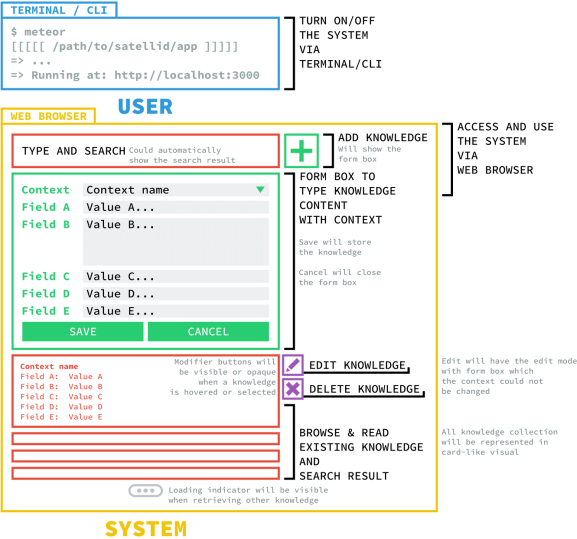 TERMINAL / CLI
$ meteor
[[[[[ /path/to/satellid/app ]]]]]
=> ...
=> Running at: http://localhost:3000
TURN ON/OFF
THE SYSTEM
VIA
TERMINAL/CLI
USER
WEB BROWSER
TYPE AND SEARCH
Could automatically
show the search result
ADD KNOWLEDGE
Will show the
form box
ACCESS AND USE
THE SYSTEM
VIA
WEB BROWSER
Context Context name
Field A Value A...
Field B Value B...
Field C Value C...
Field D Value D...
Field E Value E...
SAVE CANCEL
FORM BOX TO
TYPE KNOWLEDGE
CONTENT
WITH CONTEXT
Save will store
the knowledge
Cancel will close
the form box
Context name
Field A: Value A
Field B: Value B
Field C: Value C
Field D: Value D
Field E: Value E
Modifier buttons will
be visible or opaque
when a knowledge
is hovered or selected
EDIT KNOWLEDGE
DELETE KNOWLEDGE
Edit will have the edit mode
with form box which
the context could not
be changed
BROWSE & READ
EXISTING KNOWLEDGE
AND
SEARCH RESULT
All knowledge collection
will be represented in
card-like visual
Loading indicator will be visible
when retrieving other knowledge
SYSTEM